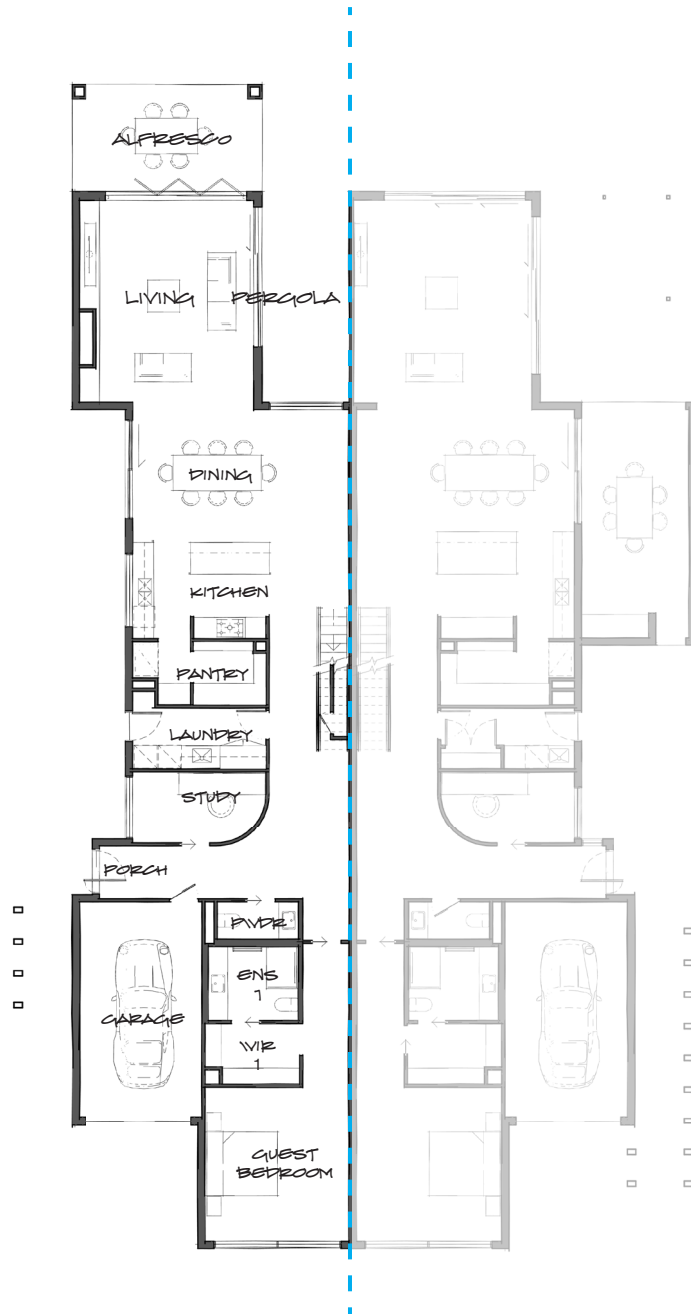 ALFRESCO
LIVING PERGOLA
DINING
KITCHEN
PANTRY
LAUNDRY
STUDY
PORCH
PWDR
ENS
1
GARAGE
WIR
1
GUEST
BEDROOM